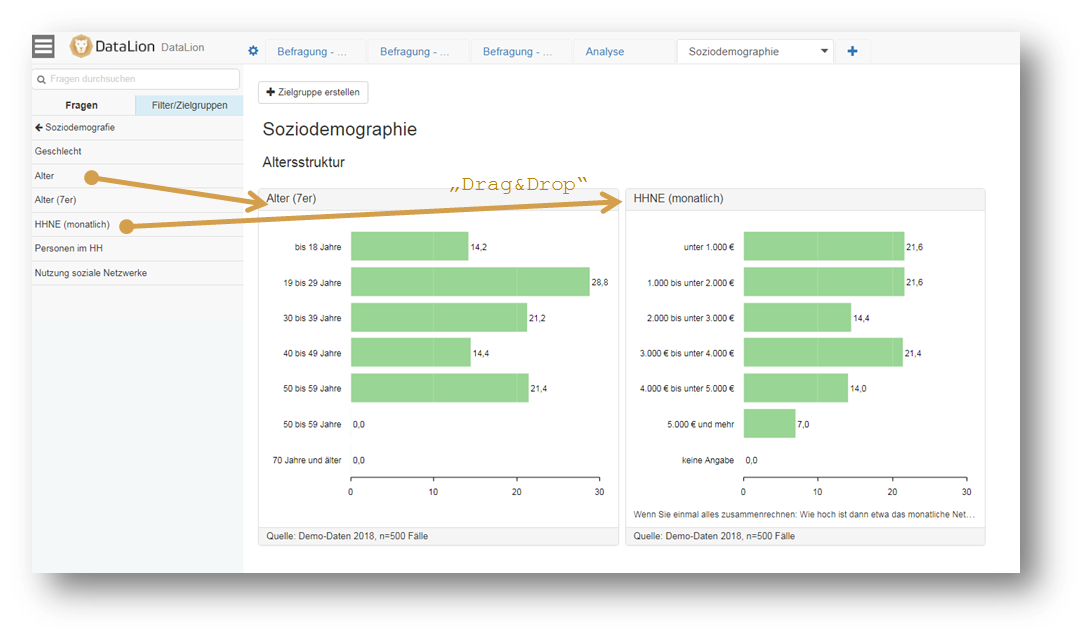 DataLion DataLion
Befragung - ... Befragung - ... Befragung - ... Analyse Soziodemographie
Fragen durchsuchen
Fragen Filter/Zielgruppen
Soziodemografie
Geschlecht
Alter
Alter (7er)
HHNE (monatlich)
Personen im HH
Nutzung soziale Netzwerke
Zielgruppe erstellen
Soziodemographie
Altersstruktur
„Drag&Drop“
Alter (7er)
bis 18 Jahre 14,2
19 bis 29 Jahre 28,8
30 bis 39 Jahre 21,2
40 bis 49 Jahre 14,4
50 bis 59 Jahre 21,4
50 bis 59 Jahre 0,0
70 Jahre und älter 0,0
0 10 20 30
Quelle: Demo-Daten 2018, n=500 Fälle
HHNE (monatlich)
unter 1.000 € 21,6
1.000 bis unter 2.000 € 21,6
2.000 bis unter 3.000 € 14,4
3.000 € bis unter 4.000 € 21,4
4.000 € bis unter 5.000 € 14,0
5.000 € und mehr 7,0
keine Angabe 0,0
0 10 20 30
Wenn Sie einmal alles zusammenrechnen: Wie hoch ist dann etwa das monatliche Net...
Quelle: Demo-Daten 2018, n=500 Fälle